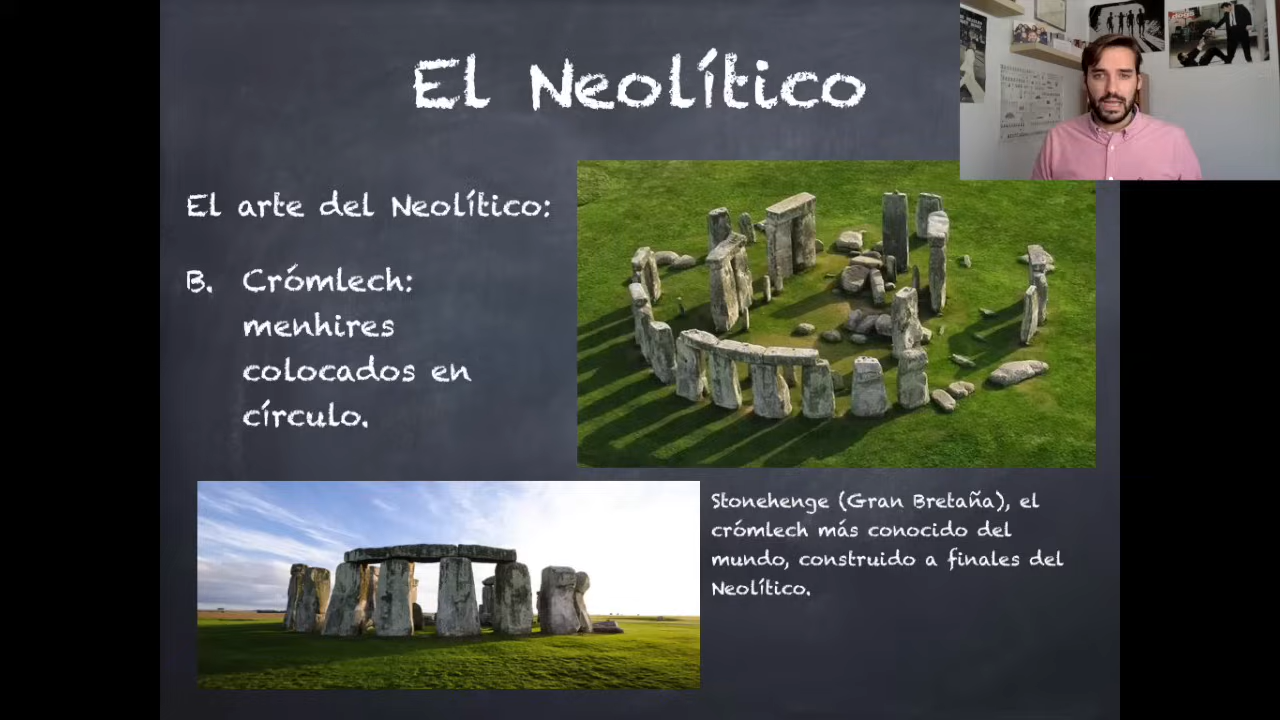 El Neolítico
El arte del Neolítico:
B. Crómlech:
menhires
colocados en
círculo.
Stonehenge (Gran Bretaña), el
crómlech más conocido del
mundo, construido a finales del
Neolítico.